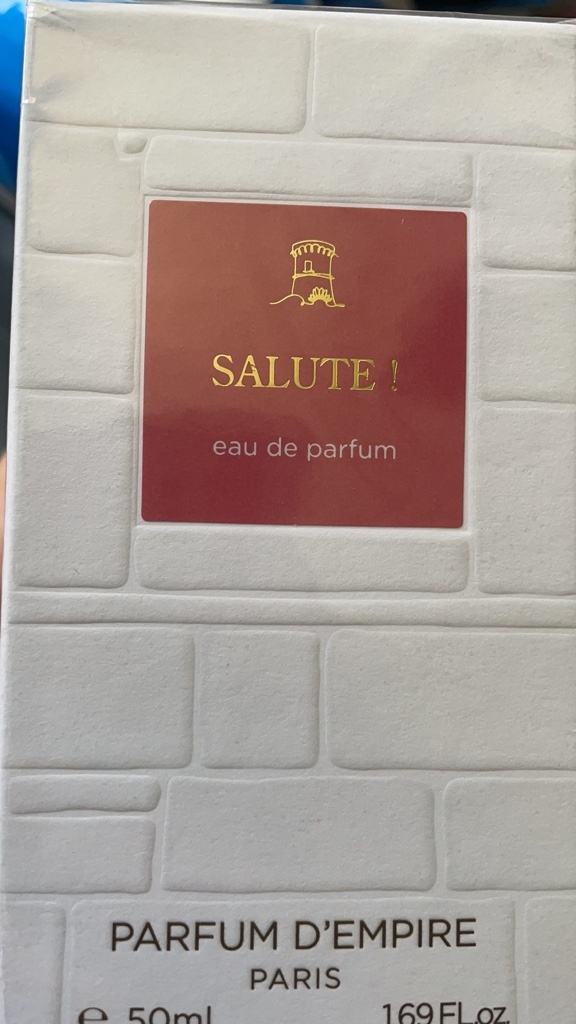 SALUTE !
eau de parfum
PARFUM D'EMPIRE
PARIS
℮ 50ml 1.69 FL.oz.